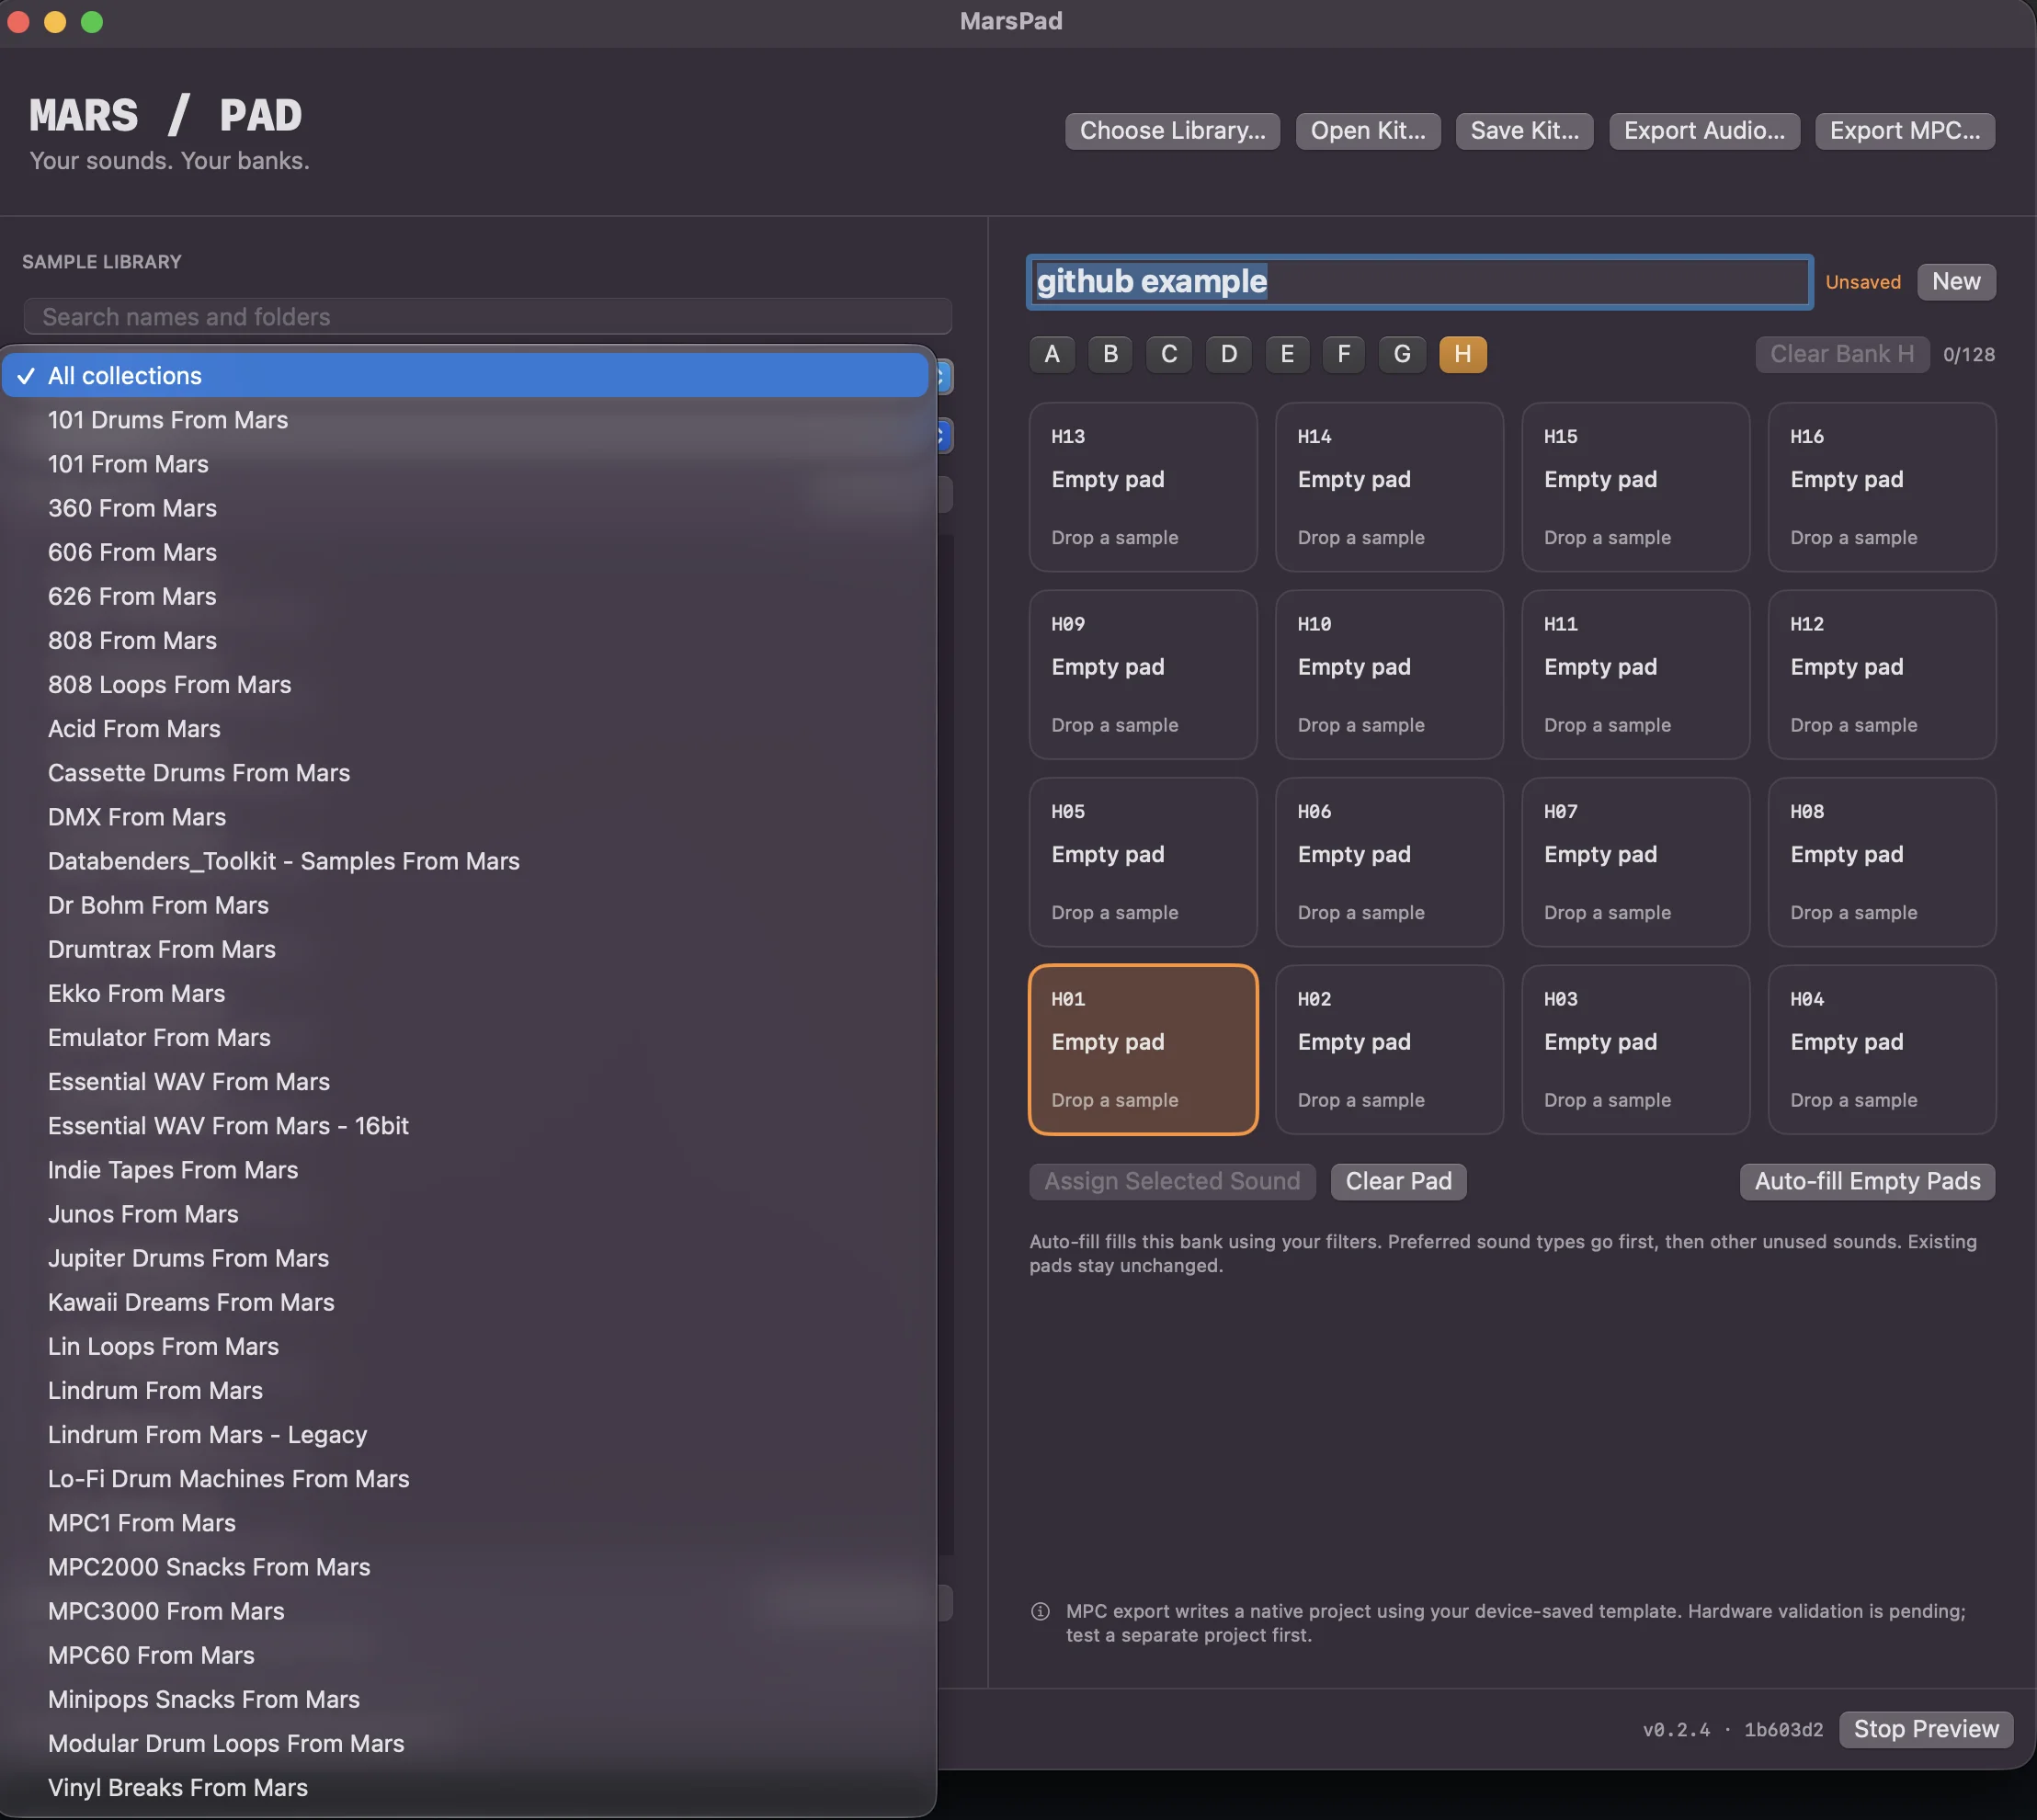 MarsPad
MARS / PAD
Your sounds. Your banks.
Choose Library...
Open Kit...
Save Kit...
Export Audio...
Export MPC...
SAMPLE LIBRARY
Search names and folders
✓ All collections
101 Drums From Mars
101 From Mars
360 From Mars
606 From Mars
626 From Mars
808 From Mars
808 Loops From Mars
Acid From Mars
Cassette Drums From Mars
DMX From Mars
Databenders_Toolkit - Samples From Mars
Dr Bohm From Mars
Drumtrax From Mars
Ekko From Mars
Emulator From Mars
Essential WAV From Mars
Essential WAV From Mars - 16bit
Indie Tapes From Mars
Junos From Mars
Jupiter Drums From Mars
Kawaii Dreams From Mars
Lin Loops From Mars
Lindrum From Mars
Lindrum From Mars - Legacy
Lo-Fi Drum Machines From Mars
MPC1 From Mars
MPC2000 Snacks From Mars
MPC3000 From Mars
MPC60 From Mars
Minipops Snacks From Mars
Modular Drum Loops From Mars
Vinyl Breaks From Mars
github example
Unsaved
New
A B C D E F G H
Clear Bank H
0/128
H13 H14 H15 H16
Empty pad Empty pad Empty pad Empty pad
Drop a sample Drop a sample Drop a sample Drop a sample
H09 H10 H11 H12
Empty pad Empty pad Empty pad Empty pad
Drop a sample Drop a sample Drop a sample Drop a sample
H05 H06 H07 H08
Empty pad Empty pad Empty pad Empty pad
Drop a sample Drop a sample Drop a sample Drop a sample
H01 H02 H03 H04
Empty pad Empty pad Empty pad Empty pad
Drop a sample Drop a sample Drop a sample Drop a sample
Assign Selected Sound
Clear Pad
Auto-fill Empty Pads
Auto-fill fills this bank using your filters. Preferred sound types go first, then other unused sounds. Existing
pads stay unchanged.
MPC export writes a native project using your device-saved template. Hardware validation is pending;
test a separate project first.
v0.2.4 · 1b603d2
Stop Preview